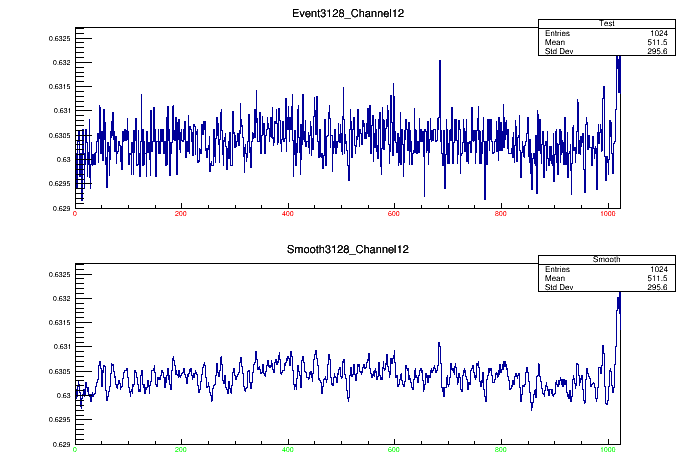 Event3128_Channel12
Test
Entries 1024
Mean 511.5
Std Dev 295.6
0.6325
0.632
0.6315
0.631
0.6305
0.63
0.6295
0.629
0 200 400 600 800 1000
Smooth3128_Channel12
Smooth
Entries 1024
Mean 511.5
Std Dev 295.6
0.6325
0.632
0.6315
0.631
0.6305
0.63
0.6295
0.629
0 200 400 600 800 1000